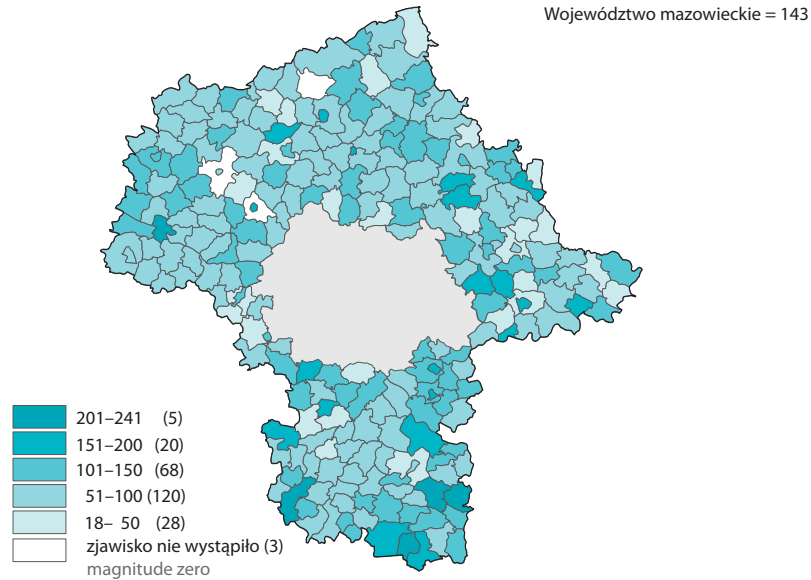 Województwo mazowieckie = 143
201–241 (5)
151–200 (20)
101–150 (68)
51–100 (120)
18– 50 (28)
zjawisko nie wystąpiło (3)
magnitude zero